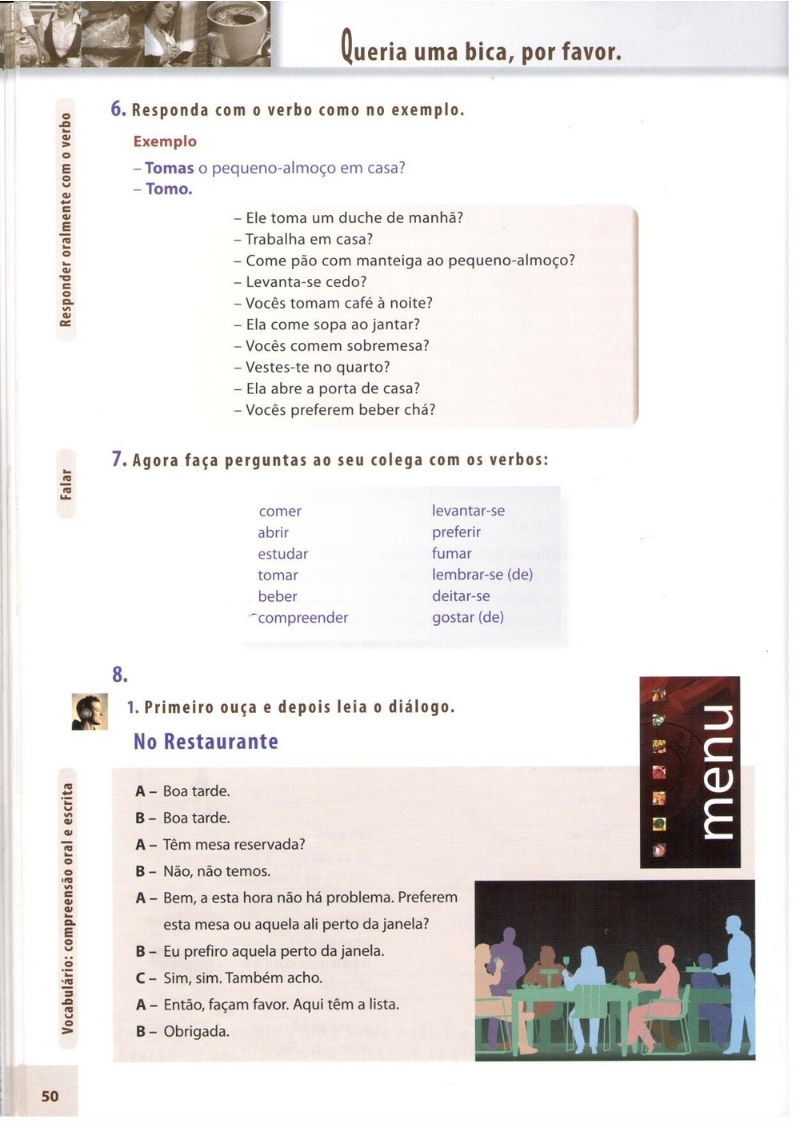 Queria uma bica, por favor.
Responder oralmente com o verbo
6. Responda com o verbo como no exemplo.
Exemplo
– Tomas o pequeno-almoço em casa?
– Tomo.
– Ele toma um duche de manhã?
– Trabalha em casa?
– Come pão com manteiga ao pequeno-almoço?
– Levanta-se cedo?
– Vocês tomam café à noite?
– Ela come sopa ao jantar?
– Vocês comem sobremesa?
– Vestes-te no quarto?
– Ela abre a porta de casa?
– Vocês preferem beber chá?
Falar
7. Agora faça perguntas ao seu colega com os verbos:
comer levantar-se
abrir preferir
estudar fumar
tomar lembrar-se (de)
beber deitar-se
compreender gostar (de)
8.
1. Primeiro ouça e depois leia o diálogo.
No Restaurante
menu
Vocabulário: compreensão oral e escrita
A – Boa tarde.
B – Boa tarde.
A – Têm mesa reservada?
B – Não, não temos.
A – Bem, a esta hora não há problema. Preferem
esta mesa ou aquela ali perto da janela?
B – Eu prefiro aquela perto da janela.
C – Sim, sim. Também acho.
A – Então, façam favor. Aqui têm a lista.
B – Obrigada.
50